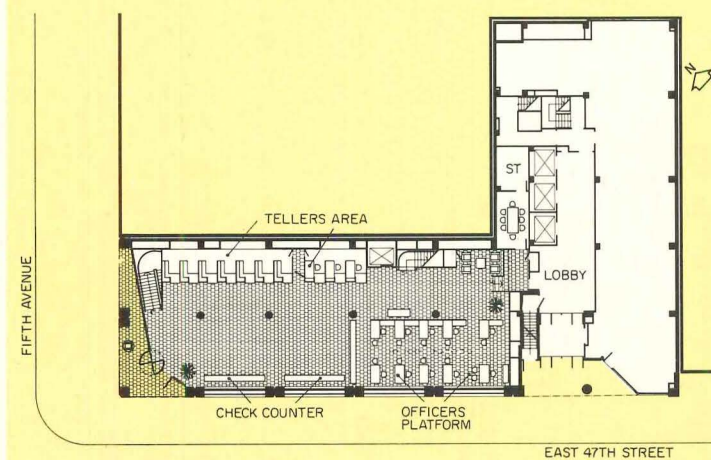 N
ST
TELLERS AREA
LOBBY
FIFTH AVENUE
CHECK COUNTER
OFFICERS
PLATFORM
EAST 47TH STREET